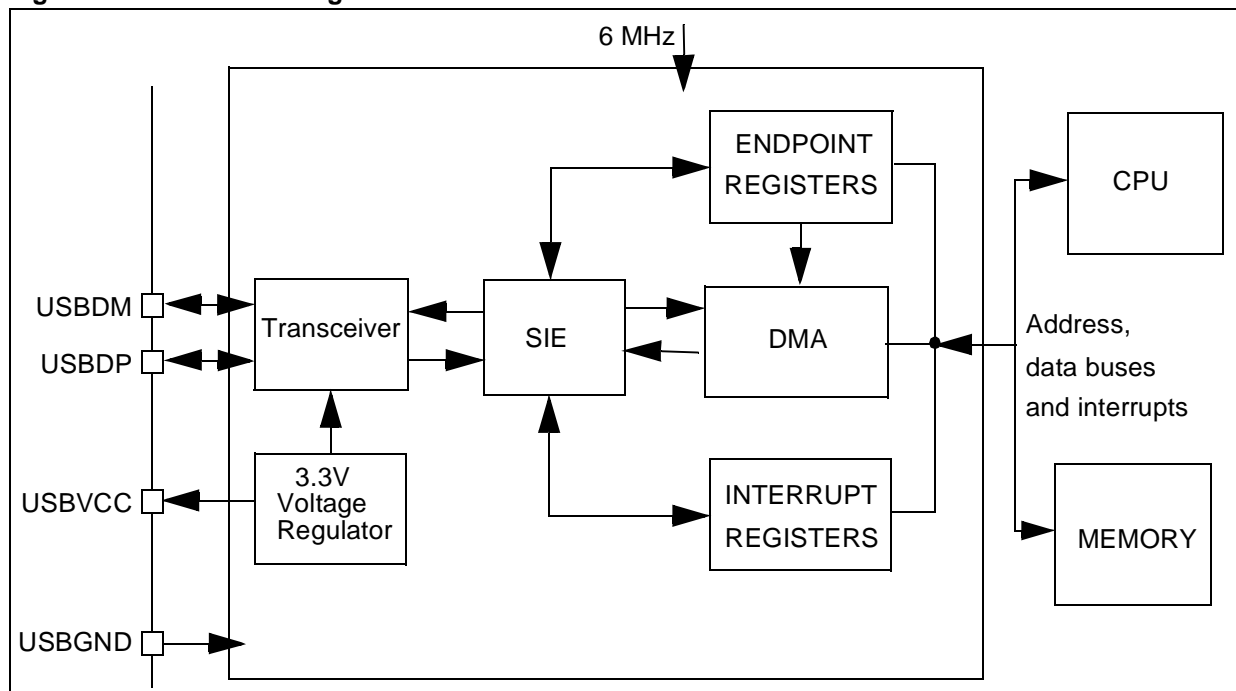 6 MHz
ENDPOINT
REGISTERS
CPU
USBDM
Transceiver
SIE
DMA
Address,
USBDP
data buses
and interrupts
3.3V
Voltage
Regulator
USBVCC
INTERRUPT
REGISTERS
MEMORY
USBGND